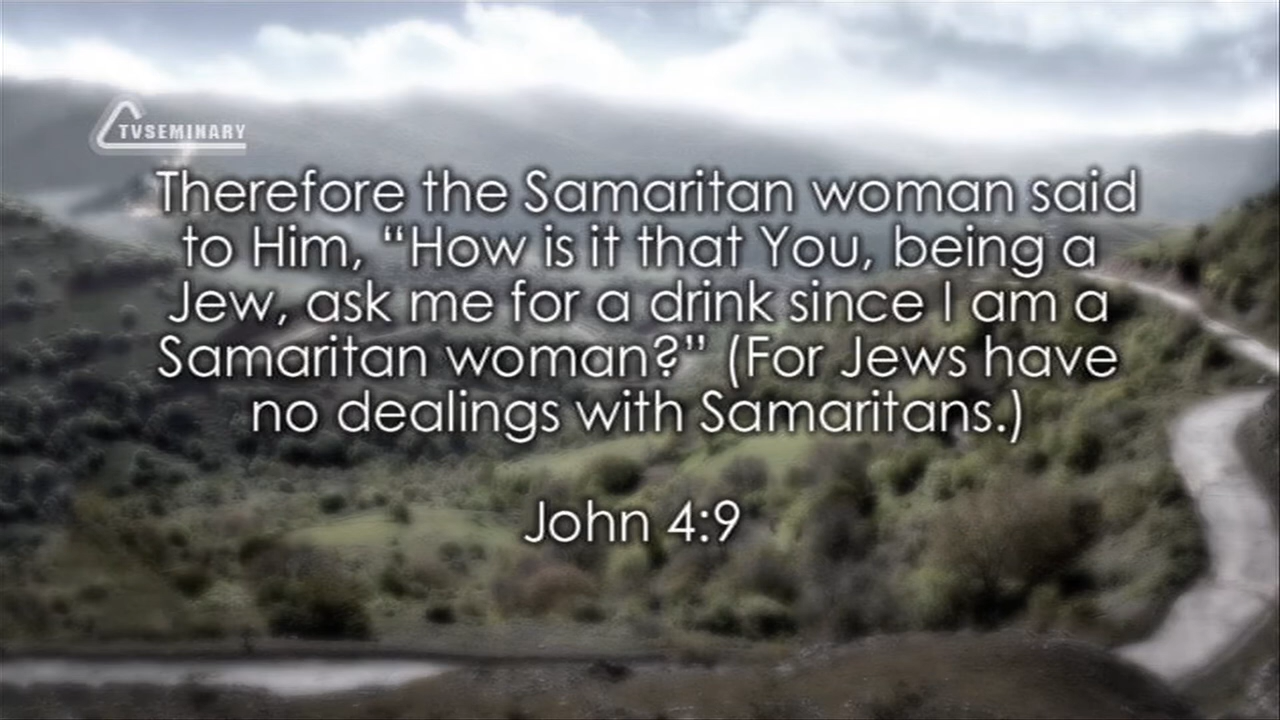 TVSEMINARY
Therefore the Samaritan woman said
to Him, “How is it that You, being a
Jew, ask me for a drink since I am a
Samaritan woman?” (For Jews have
no dealings with Samaritans.)
John 4:9